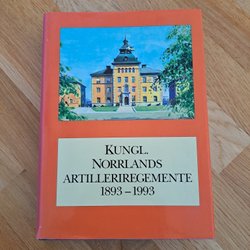 KUNGL.
NORRLANDS
ARTILLERIREGEMENTE
1893–1993